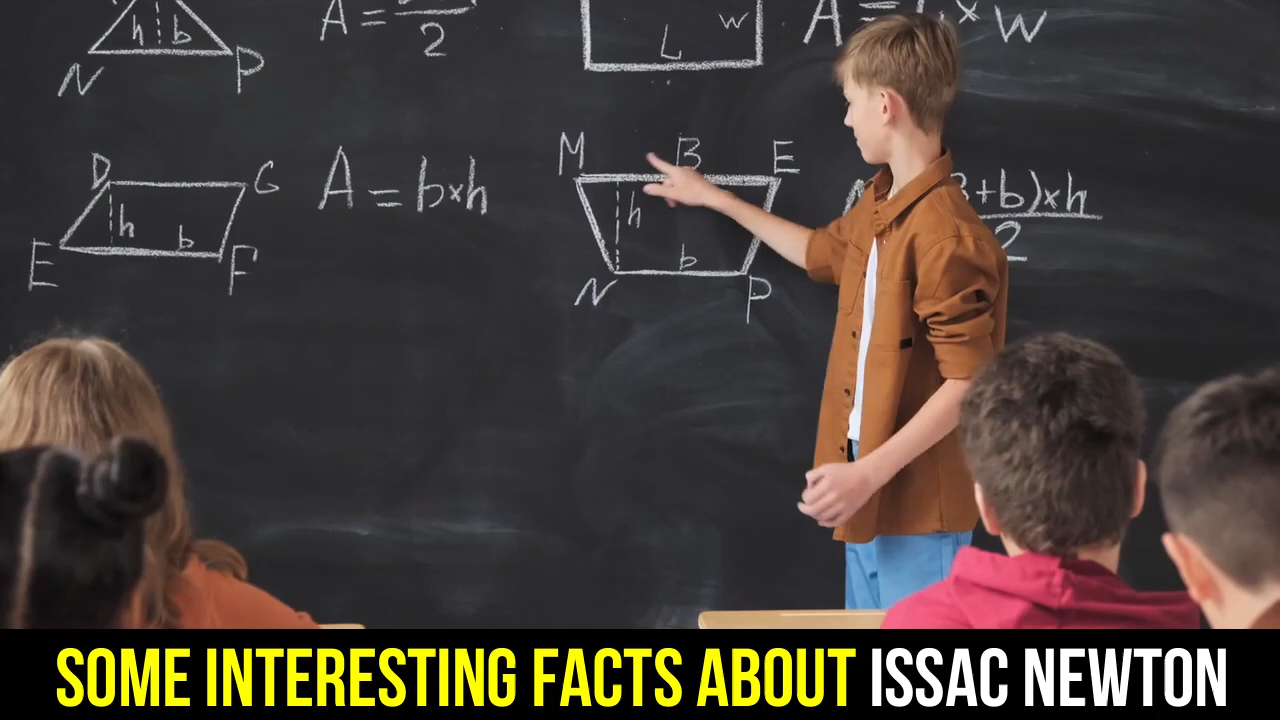 h b
N P
2
w
L
W
D G
h
b
E F
A = b×h
M B E
h
b
N P
+b)×h
2
SOME INTERESTING FACTS ABOUT ISSAC NEWTON